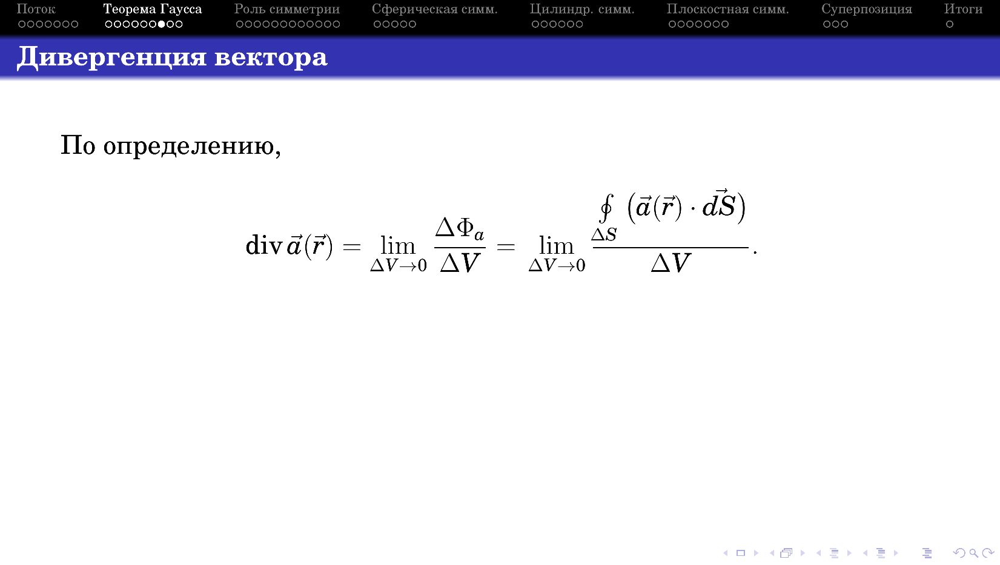 Поток Теорема Гаусса Роль симметрии Сферическая симм. Цилиндр. симм. Плоскостная симм. Суперпозиция Итоги
Дивергенция вектора
По определению,
$$\operatorname{div} \vec{a}(\vec{r}) = \lim_{\Delta V \to 0} \frac{\Delta \Phi_a}{\Delta V} = \lim_{\Delta V \to 0} \frac{\oint\limits_{\Delta S} \left( \vec{a}(\vec{r}) \cdot \vec{dS} \right)}{\Delta V}.$$